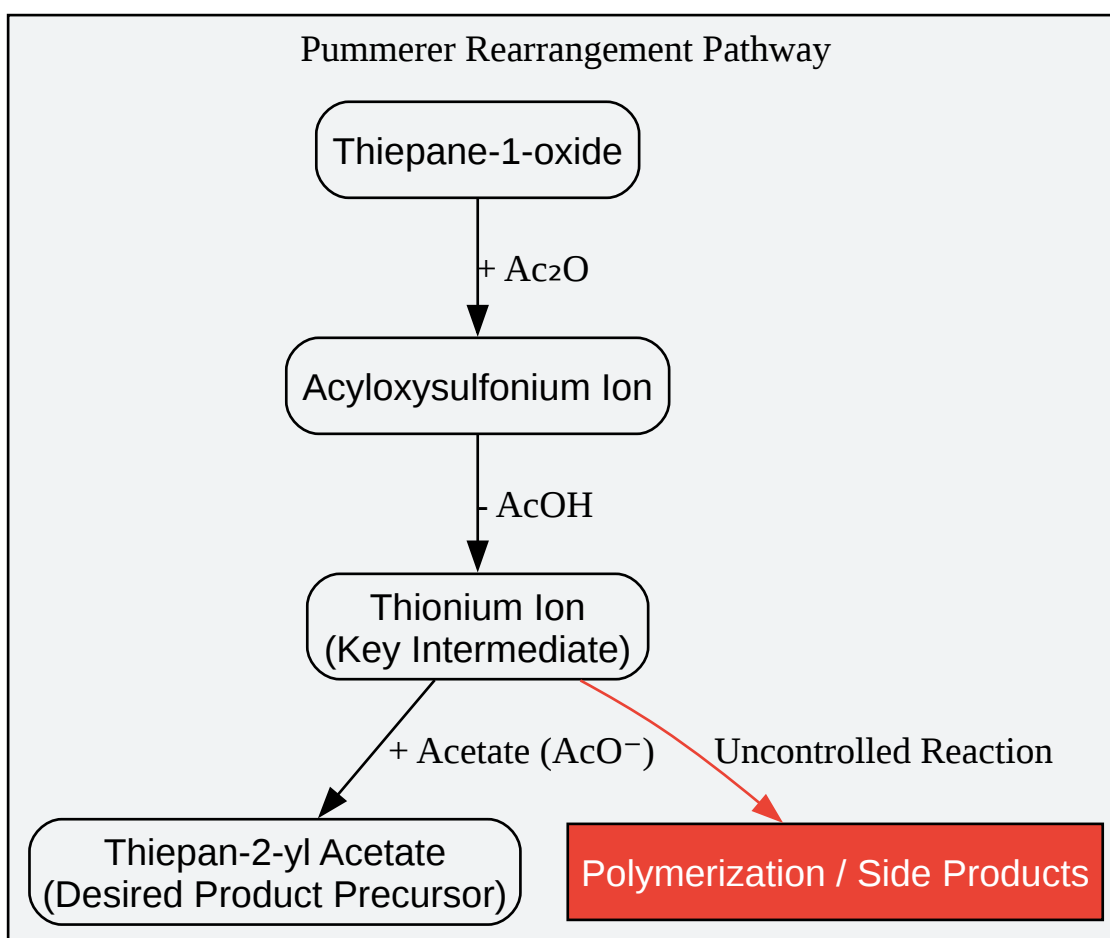 Pummerer Rearrangement Pathway
Thiepane-1-oxide
+ Ac₂O
Acyloxysulfonium Ion
- AcOH
Thionium Ion
(Key Intermediate)
+ Acetate (AcO⁻)
Uncontrolled Reaction
Thiepan-2-yl Acetate
(Desired Product Precursor)
Polymerization / Side Products